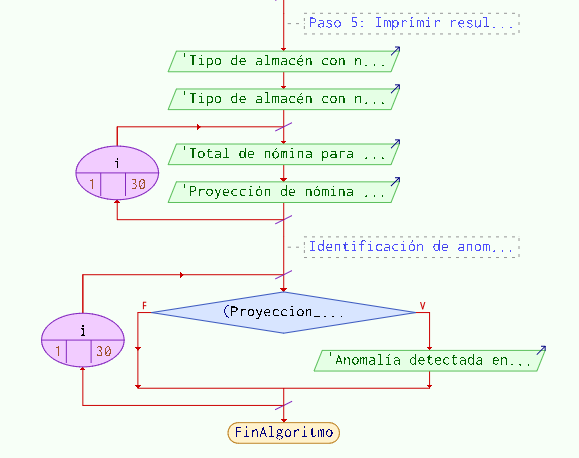 Paso 5: Imprimir resul...
'Tipo de almacén con n...
'Tipo de almacén con n...
i
1 30
'Total de nómina para ...
'Proyección de nómina ...
Identificación de anom...
i
1 30
F
(Proyeccion_...
V
'Anomalía detectada en...
FinAlgoritmo